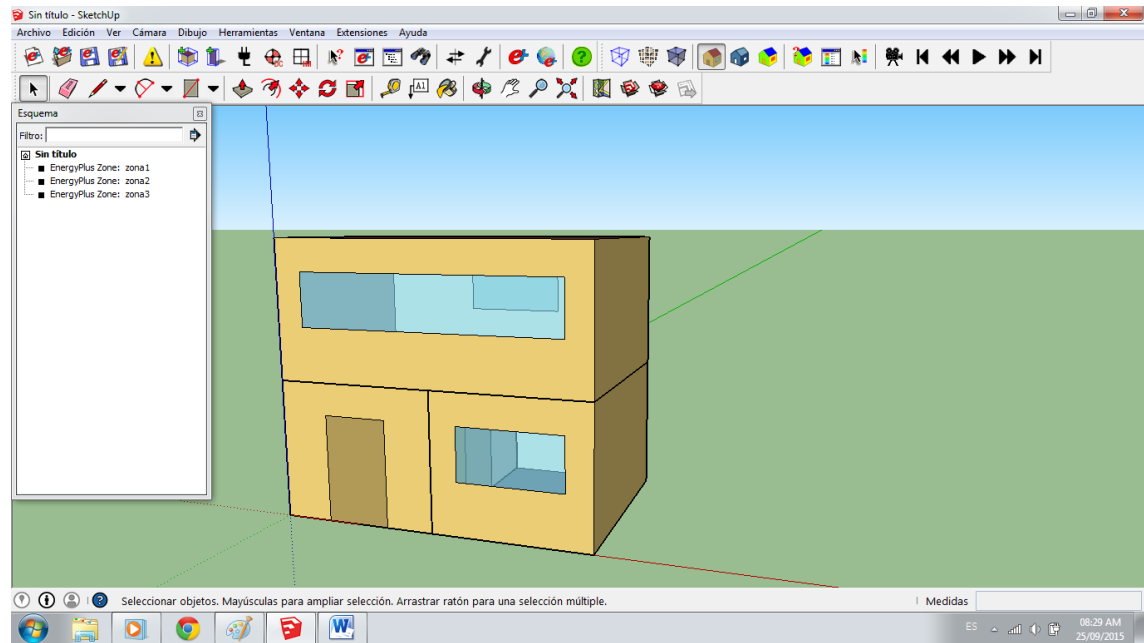 Sin título - SketchUp
Archivo Edición Ver Cámara Dibujo Herramientas Ventana Extensiones Ayuda
A1
Esquema
Filtro:
Sin título
EnergyPlus Zone: zona1
EnergyPlus Zone: zona2
EnergyPlus Zone: zona3
Seleccionar objetos. Mayúsculas para ampliar selección. Arrastrar ratón para una selección múltiple.
Medidas
ES
08:29 AM
25/09/2015